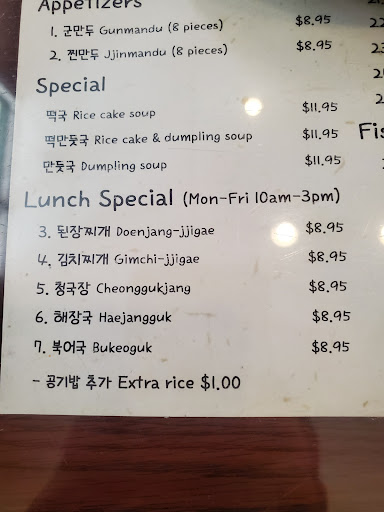 Appetizers
1. 군만두 Gunmandu (8 pieces) $8.95
2. 찐만두 Jjinmandu (8 pieces) $8.95
Special
떡국 Rice cake soup $11.95
떡만둣국 Rice cake & dumpling soup $11.95
만둣국 Dumpling soup $11.95
Lunch Special (Mon-Fri 10am-3pm)
3. 된장찌개 Doenjang-jjigae $8.95
4. 김치찌개 Gimchi-jjigae $8.95
5. 청국장 Cheonggukjang $8.95
6. 해장국 Haejangguk $8.95
7. 북어국 Bukeoguk $8.95
- 공기밥 추가 Extra rice $1.00
22
23
Fis